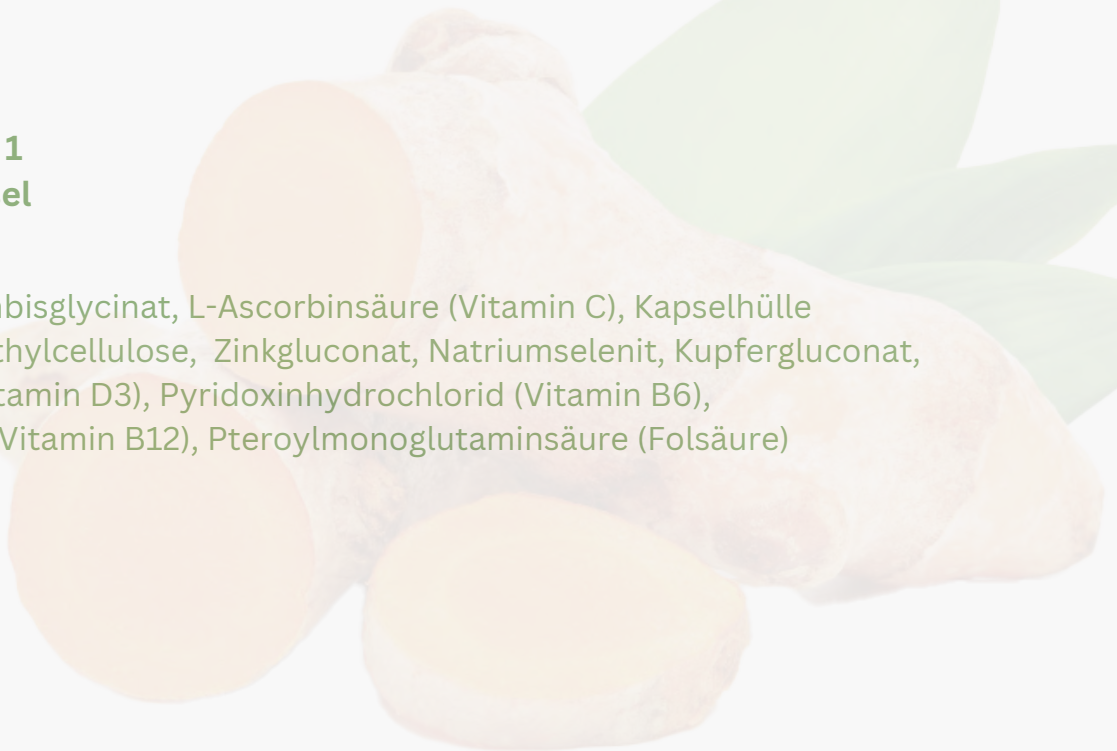 1
el
bisglycinat, L-Ascorbinsäure (Vitamin C), Kapselhülle
thylcellulose, Zinkgluconat, Natriumselenit, Kupfergluconat,
tamin D3), Pyridoxinhydrochlorid (Vitamin B6),
Vitamin B12), Pteroylmonoglutaminsäure (Folsäure)